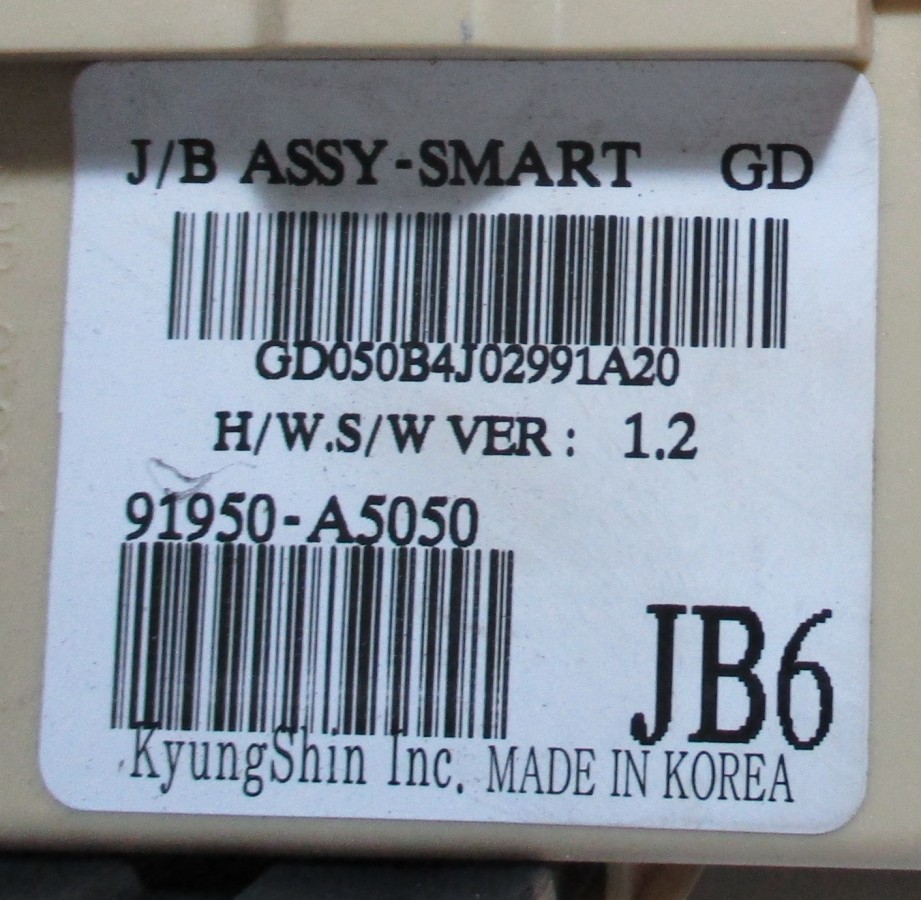 J/B ASSY-SMART GD
GD050B4J02991A20
H/W.S/W VER : 1.2
91950-A5050
JB6
KyungShin Inc. MADE IN KOREA